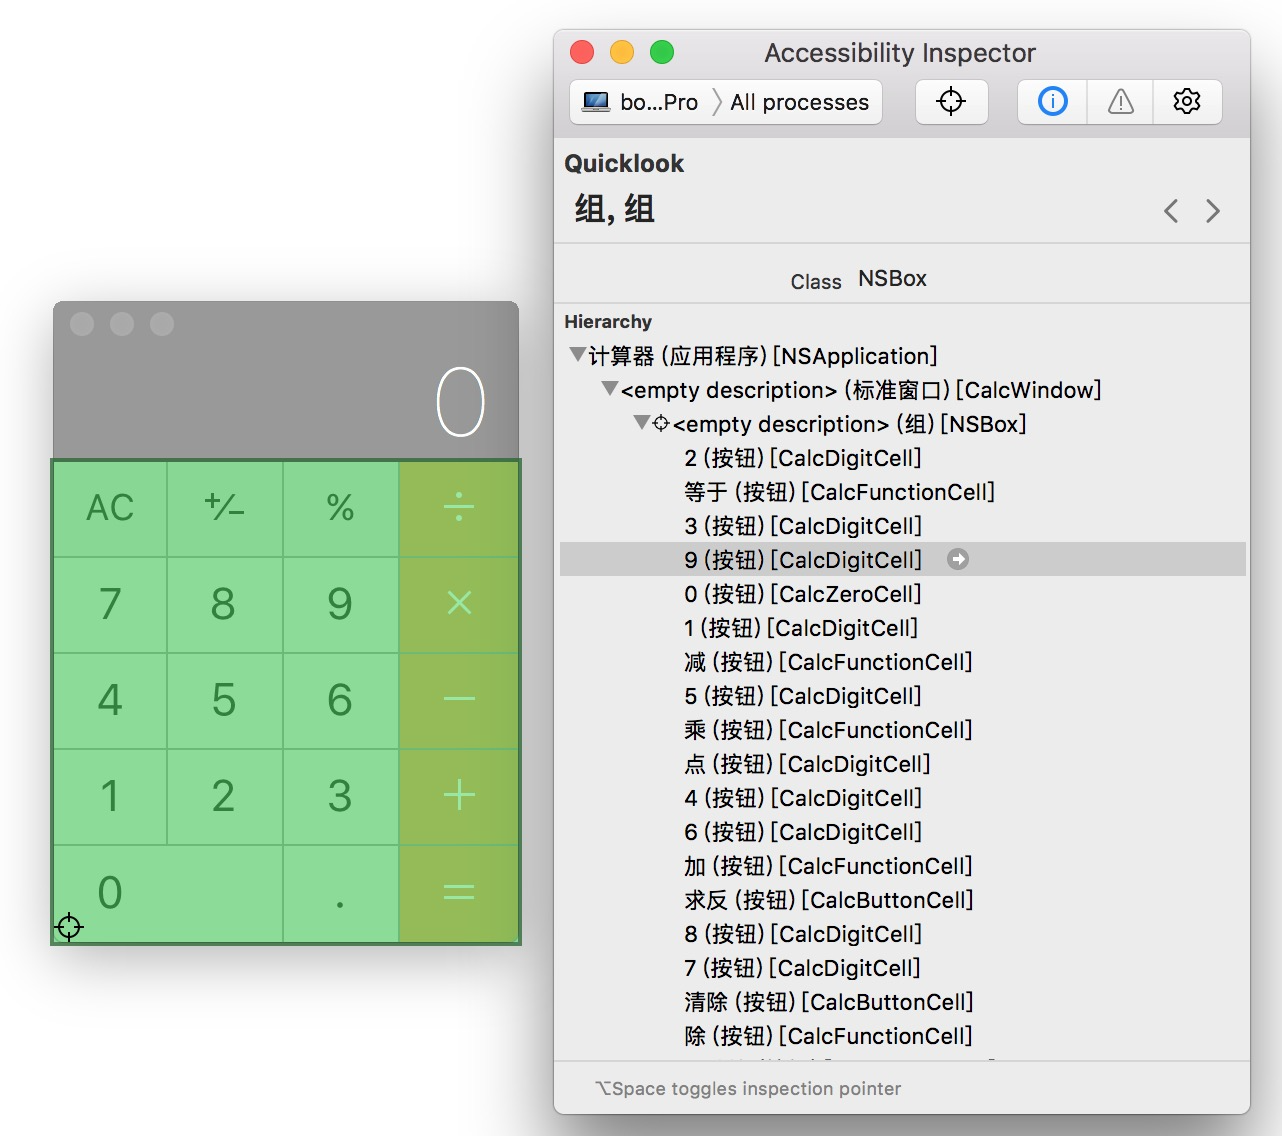 Accessibility Inspector
bo...Pro 〉 All processes
Quicklook
组, 组
Class NSBox
Hierarchy
计算器 (应用程序) [NSApplication]
<empty description> (标准窗口) [CalcWindow]
<empty description> (组) [NSBox]
2 (按钮) [CalcDigitCell]
等于 (按钮) [CalcFunctionCell]
3 (按钮) [CalcDigitCell]
9 (按钮) [CalcDigitCell]
0 (按钮) [CalcZeroCell]
1 (按钮) [CalcDigitCell]
减 (按钮) [CalcFunctionCell]
5 (按钮) [CalcDigitCell]
乘 (按钮) [CalcFunctionCell]
点 (按钮) [CalcDigitCell]
4 (按钮) [CalcDigitCell]
6 (按钮) [CalcDigitCell]
加 (按钮) [CalcFunctionCell]
求反 (按钮) [CalcButtonCell]
8 (按钮) [CalcDigitCell]
7 (按钮) [CalcDigitCell]
清除 (按钮) [CalcButtonCell]
除 (按钮) [CalcFunctionCell]
⌥Space toggles inspection pointer
0
AC ⁺∕₋ % ÷
7 8 9 ×
4 5 6 −
1 2 3 +
0 . =